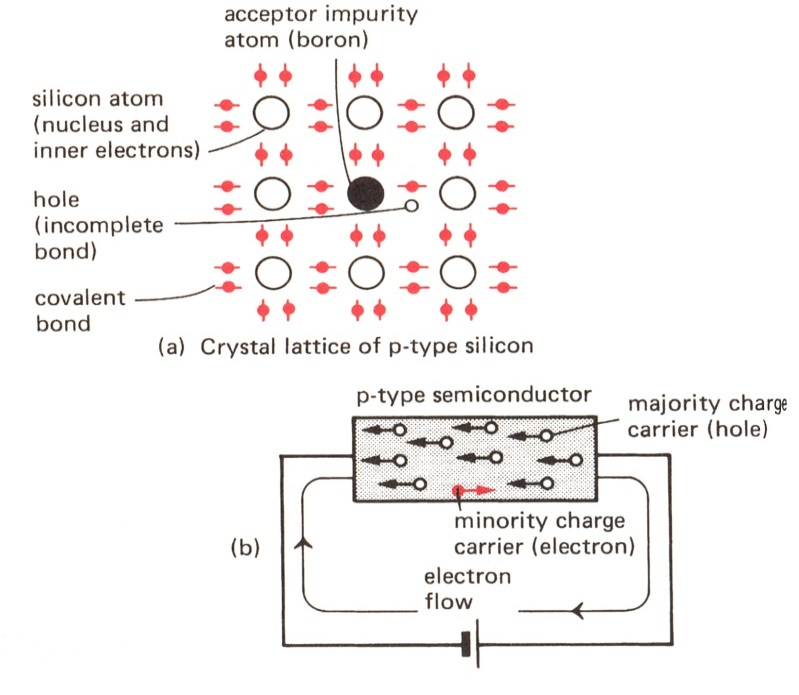 acceptor impurity
atom (boron)
silicon atom
(nucleus and
inner electrons)
hole
(incomplete
bond)
covalent
bond
(a) Crystal lattice of p-type silicon
p-type semiconductor
majority charge
carrier (hole)
minority charge
carrier (electron)
(b)
electron
flow